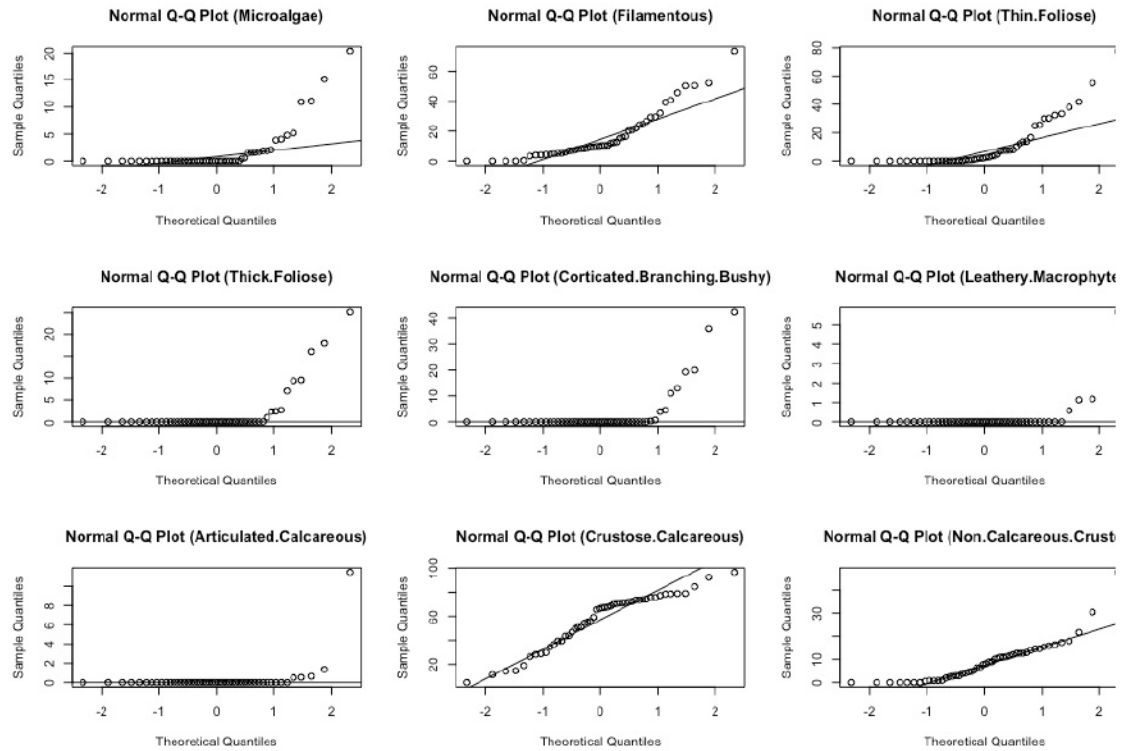 Normal Q-Q Plot (Microalgae)
Sample Quantiles
0 5 10 15 20
-2 -1 0 1 2
Theoretical Quantiles
Normal Q-Q Plot (Filamentous)
Sample Quantiles
0 20 40 60
-2 -1 0 1 2
Theoretical Quantiles
Normal Q-Q Plot (Thin.Foliose)
Sample Quantiles
0 20 40 60 80
-2 -1 0 1 2
Theoretical Quantiles
Normal Q-Q Plot (Thick.Foliose)
Sample Quantiles
0 5 10 20
-2 -1 0 1 2
Theoretical Quantiles
Normal Q-Q Plot (Corticated.Branching.Bushy)
Sample Quantiles
0 10 20 30 40
-2 -1 0 1 2
Theoretical Quantiles
Normal Q-Q Plot (Leathery.Macrophyte
Sample Quantiles
0 1 2 3 4 5
-2 -1 0 1 2
Theoretical Quantiles
Normal Q-Q Plot (Articulated.Calcareous)
Sample Quantiles
0 2 4 6 8
-2 -1 0 1 2
Theoretical Quantiles
Normal Q-Q Plot (Crustose.Calcareous)
Sample Quantiles
20 60 100
-2 -1 0 1 2
Theoretical Quantiles
Normal Q-Q Plot (Non.Calcareous.Crust
Sample Quantiles
0 10 30
-2 -1 0 1 2
Theoretical Quantiles